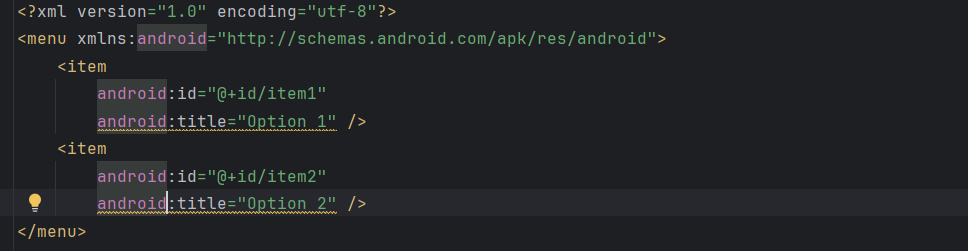 <?xml version="1.0" encoding="utf-8"?>
<menu xmlns:android="http://schemas.android.com/apk/res/android">
    <item
        android:id="@+id/item1"
        android:title="Option 1" />
    <item
        android:id="@+id/item2"
        android:title="Option 2" />
</menu>